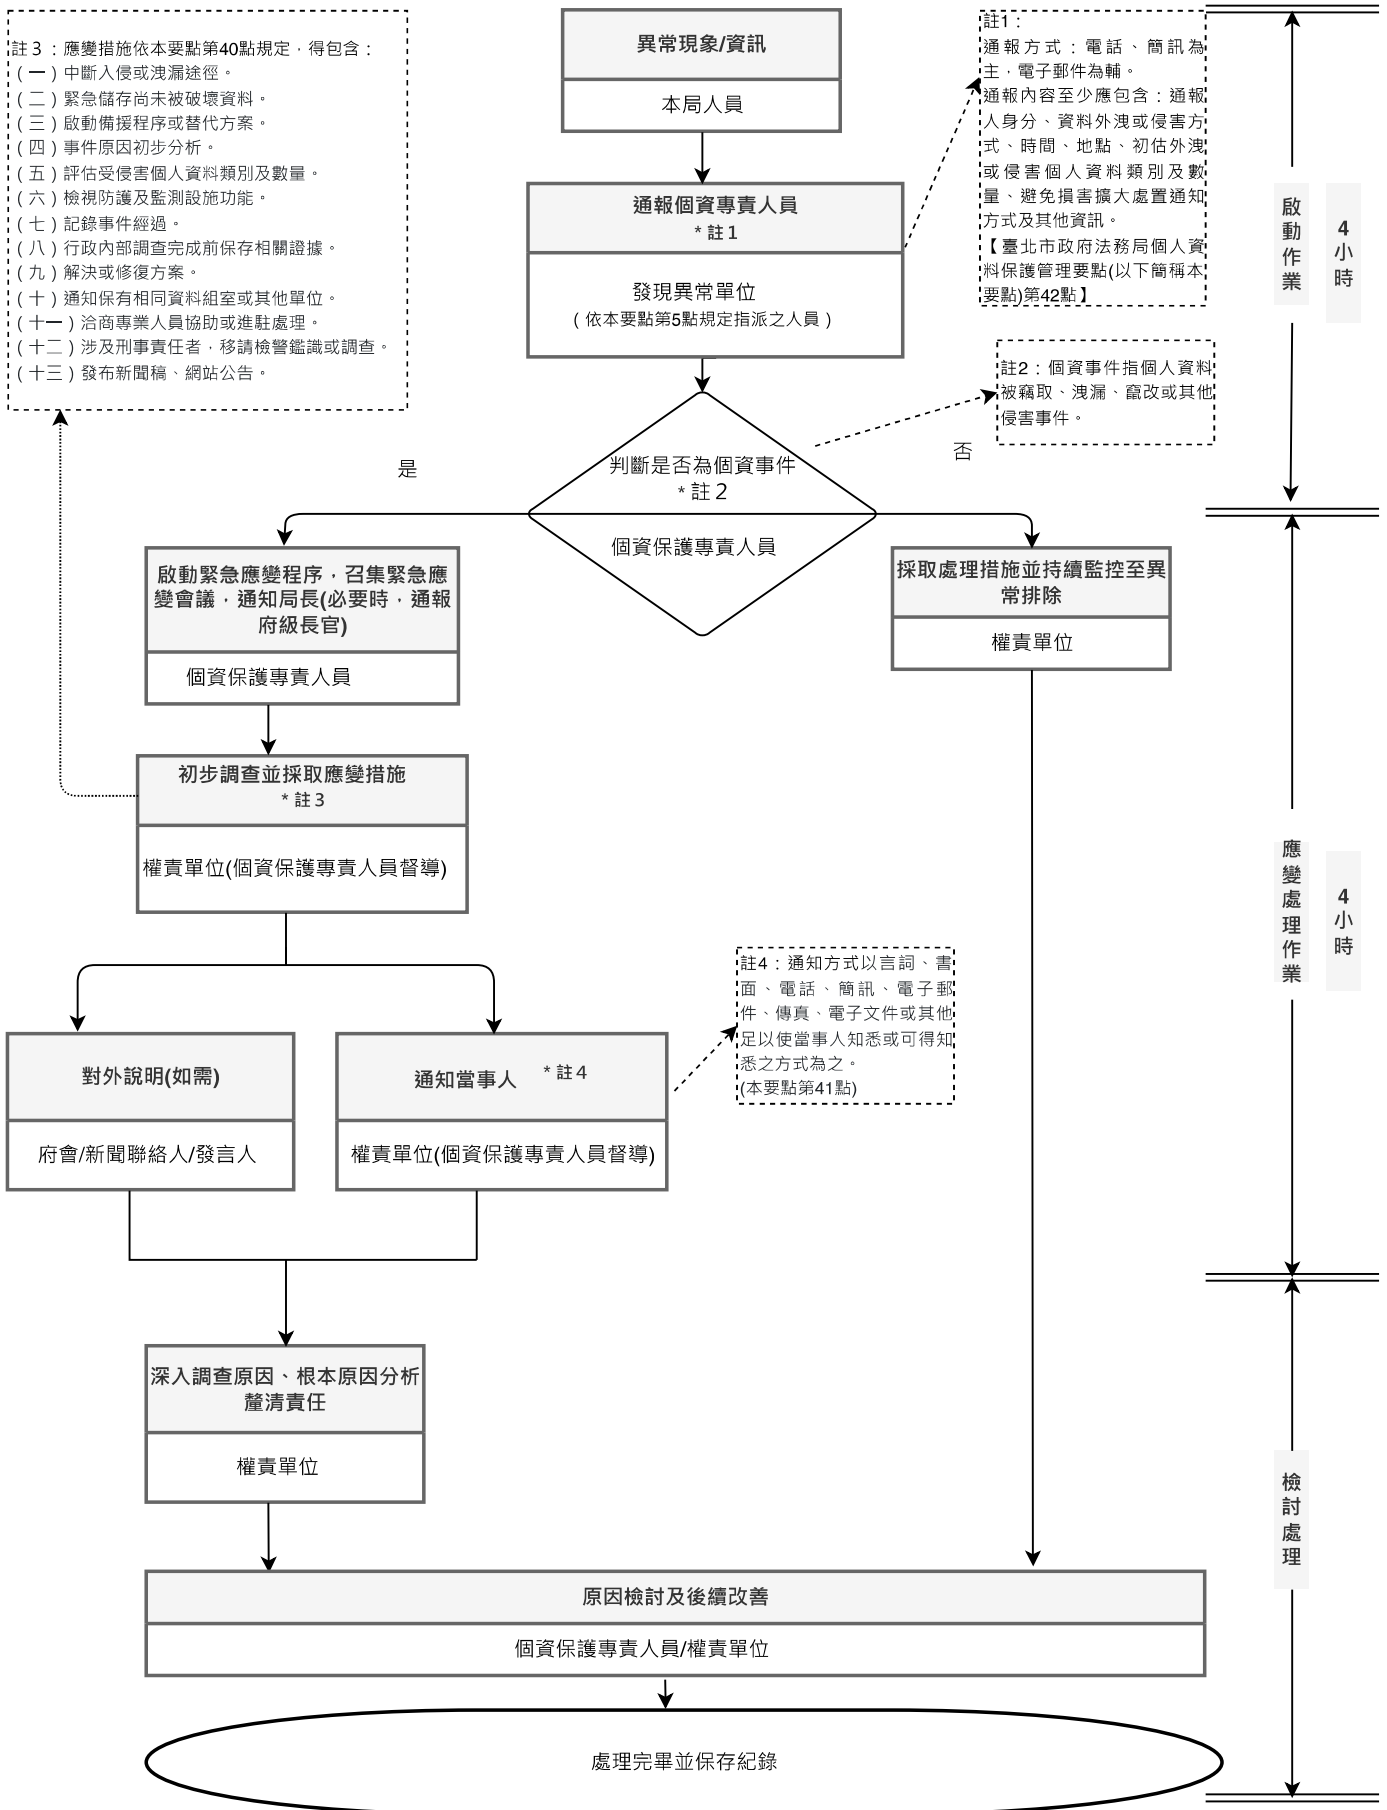 異常現象/資訊
本局人員
註1：
通報方式：電話、簡訊為
主，電子郵件為輔。
通報內容至少應包含：通報
人身分、資料外洩或侵害方
式、時間、地點、初估外洩
或侵害個人資料類別及數
量、避免損害擴大處置通知
方式及其他資訊。
【臺北市政府法務局個人資
料保護管理要點(以下簡稱本
要點)第42點】
註3：應變措施依本要點第40點規定，得包含：
（一）中斷入侵或洩漏途徑。
（二）緊急儲存尚未被破壞資料。
（三）啟動備援程序或替代方案。
（四）事件原因初步分析。
（五）評估受侵害個人資料類別及數量。
（六）檢視防護及監測設施功能。
（七）記錄事件經過。
（八）行政內部調查完成前保存相關證據。
（九）解決或修復方案。
（十）通知保有相同資料組室或其他單位。
（十一）洽商專業人員協助或進駐處理。
（十二）涉及刑事責任者，移請檢警鑑識或調查。
（十三）發布新聞稿、網站公告。
通報個資專責人員
*註1
發現異常單位
（依本要點第5點規定指派之人員）
啟動作業
4小時
註2：個資事件指個人資料
被竊取、洩漏、竄改或其他
侵害事件。
判斷是否為個資事件
*註2
個資保護專責人員
是
否
啟動緊急應變程序，召集緊急應
變會議，通知局長(必要時，通報
府級長官)
個資保護專責人員
採取處理措施並持續監控至異
常排除
權責單位
初步調查並採取應變措施
*註3
權責單位(個資保護專責人員督導)
應變處理作業
4小時
註4：通知方式以言詞、書
面、電話、簡訊、電子郵
件、傳真、電子文件或其他
足以使當事人知悉或可得知
悉之方式為之。
(本要點第41點)
對外說明(如需)
府會/新聞聯絡人/發言人
通知當事人 *註4
權責單位(個資保護專責人員督導)
深入調查原因、根本原因分析
釐清責任
權責單位
檢討處理
原因檢討及後續改善
個資保護專責人員/權責單位
處理完畢並保存紀錄